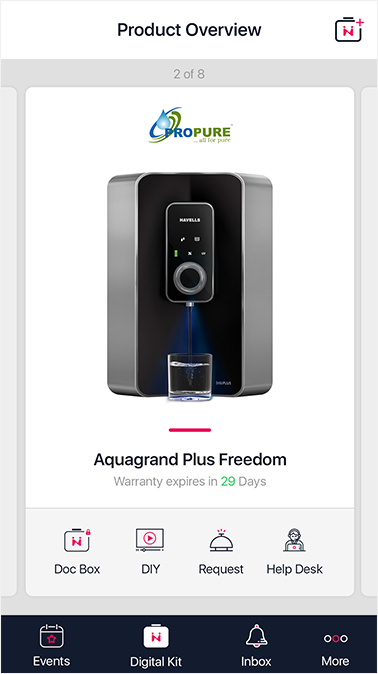 Product Overview
2 of 8
PROPURE
... all for pure
HAVELLS
DIGIPLUS
Aquagrand Plus Freedom
Warranty expires in 29 Days
Doc Box
DIY
Request
Help Desk
Events
Digital Kit
Inbox
More